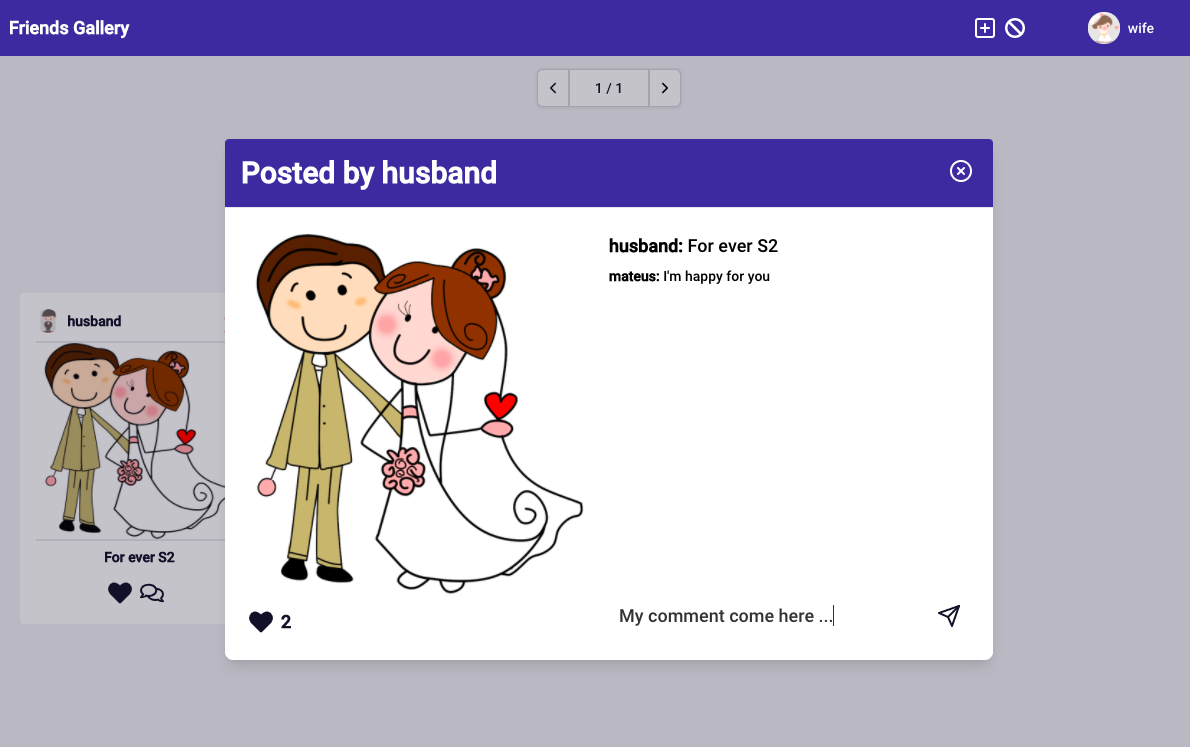 Friends Gallery
wife
1 / 1
Posted by husband
husband: For ever S2
mateus: I'm happy for you
husband
For ever S2
2
My comment come here ...